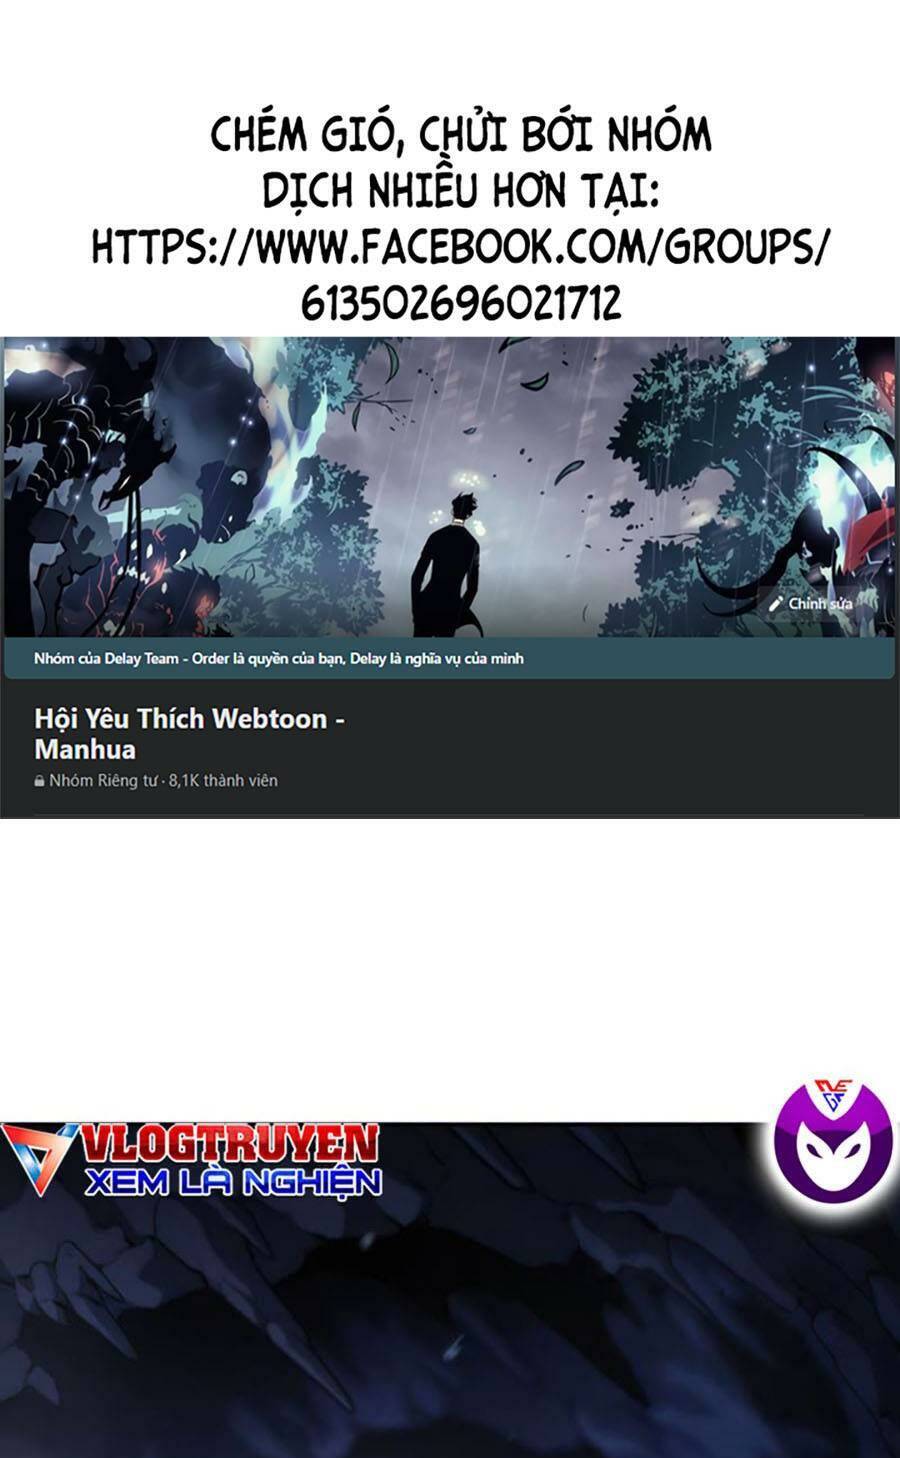 CHÉM GIÓ, CHỬI BỚI NHÓM
DỊCH NHIỀU HƠN TẠI:
HTTPS://WWW.FACEBOOK.COM/GROUPS/
613502696021712
Chỉnh sửa
Nhóm của Delay Team - Order là quyền của bạn, Delay là nghĩa vụ của mình
Hội Yêu Thích Webtoon -
Manhua
Nhóm Riêng tư · 8,1K thành viên
VLOGTRUYEN
XEM LÀ NGHIỆN